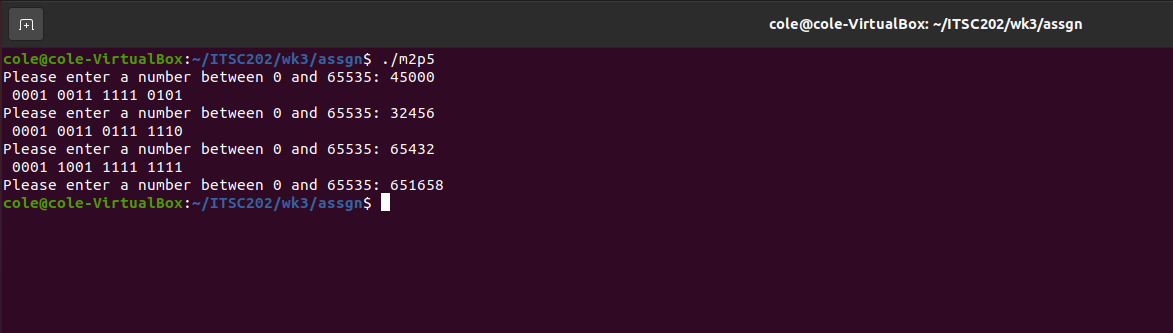 cole@cole-VirtualBox: ~/ITSC202/wk3/assgn
cole@cole-VirtualBox:~/ITSC202/wk3/assgn$ ./m2p5
Please enter a number between 0 and 65535: 45000
 0001 0011 1111 0101
Please enter a number between 0 and 65535: 32456
 0001 0011 0111 1110
Please enter a number between 0 and 65535: 65432
 0001 1001 1111 1111
Please enter a number between 0 and 65535: 651658
cole@cole-VirtualBox:~/ITSC202/wk3/assgn$